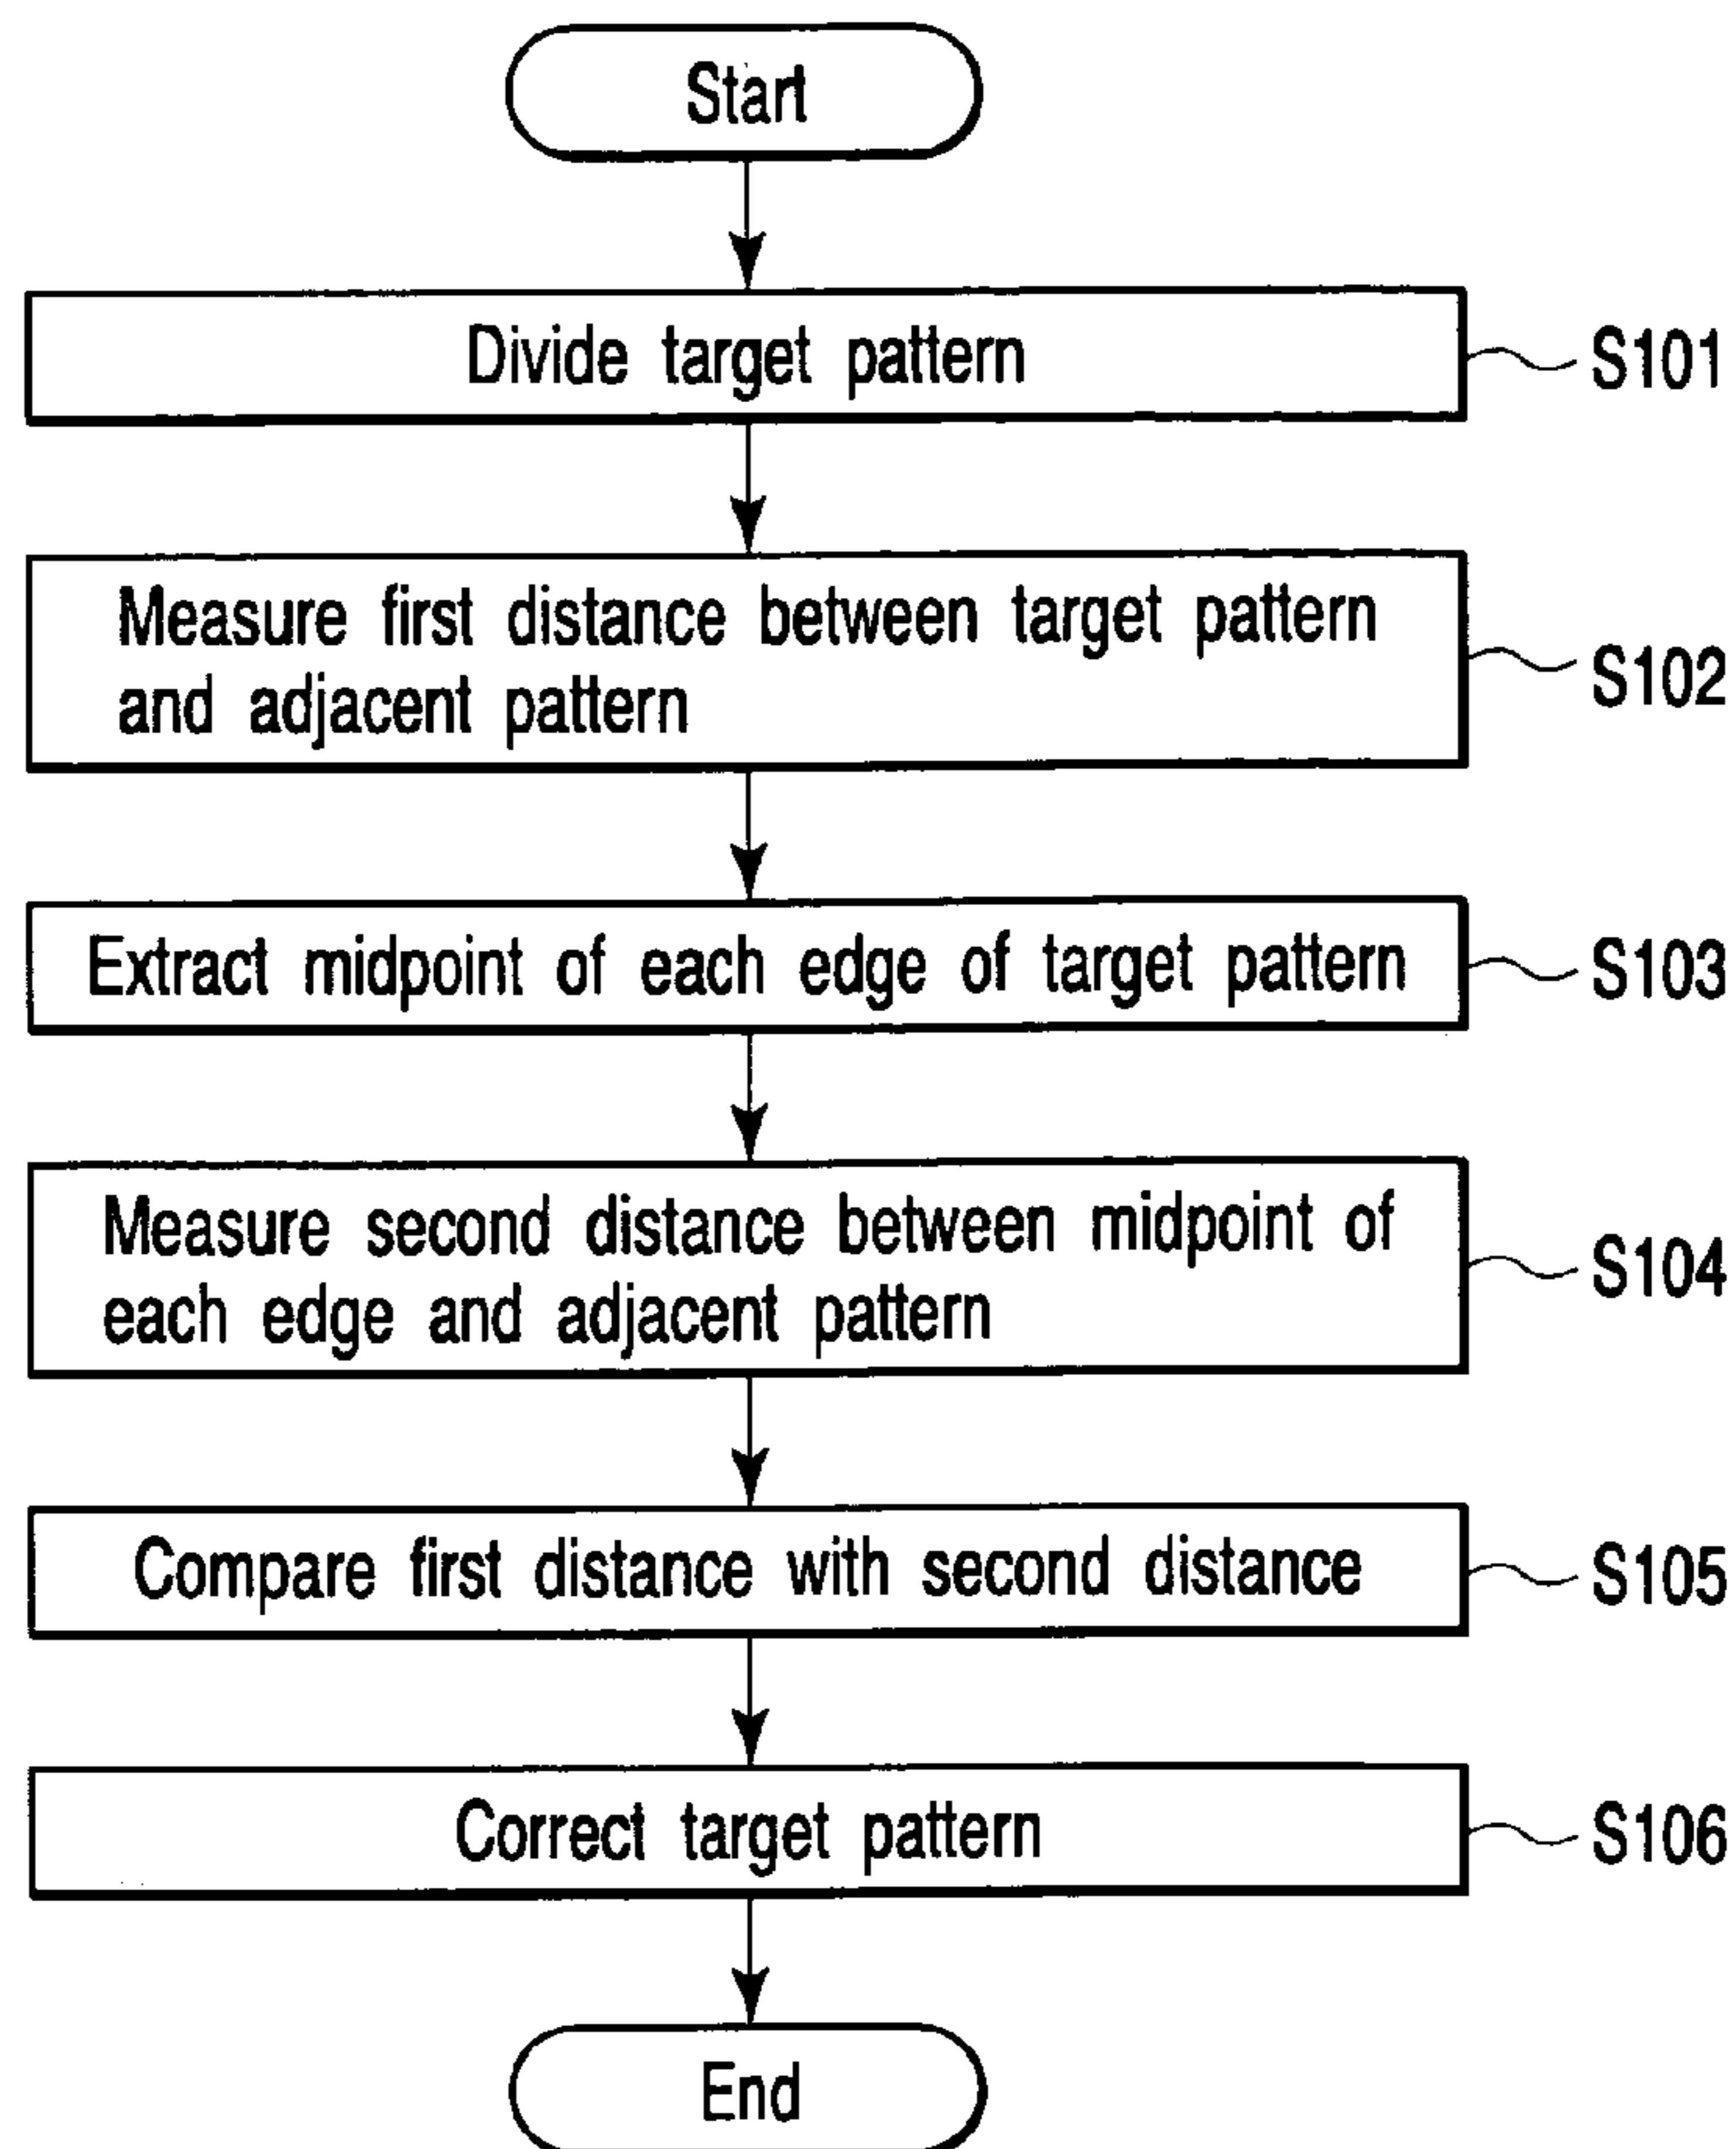 Start
Divide target pattern
S101
Measure first distance between target pattern
and adjacent pattern
S102
Extract midpoint of each edge of target pattern
S103
Measure second distance between midpoint of
each edge and adjacent pattern
S104
Compare first distance with second distance
S105
Correct target pattern
S106
End